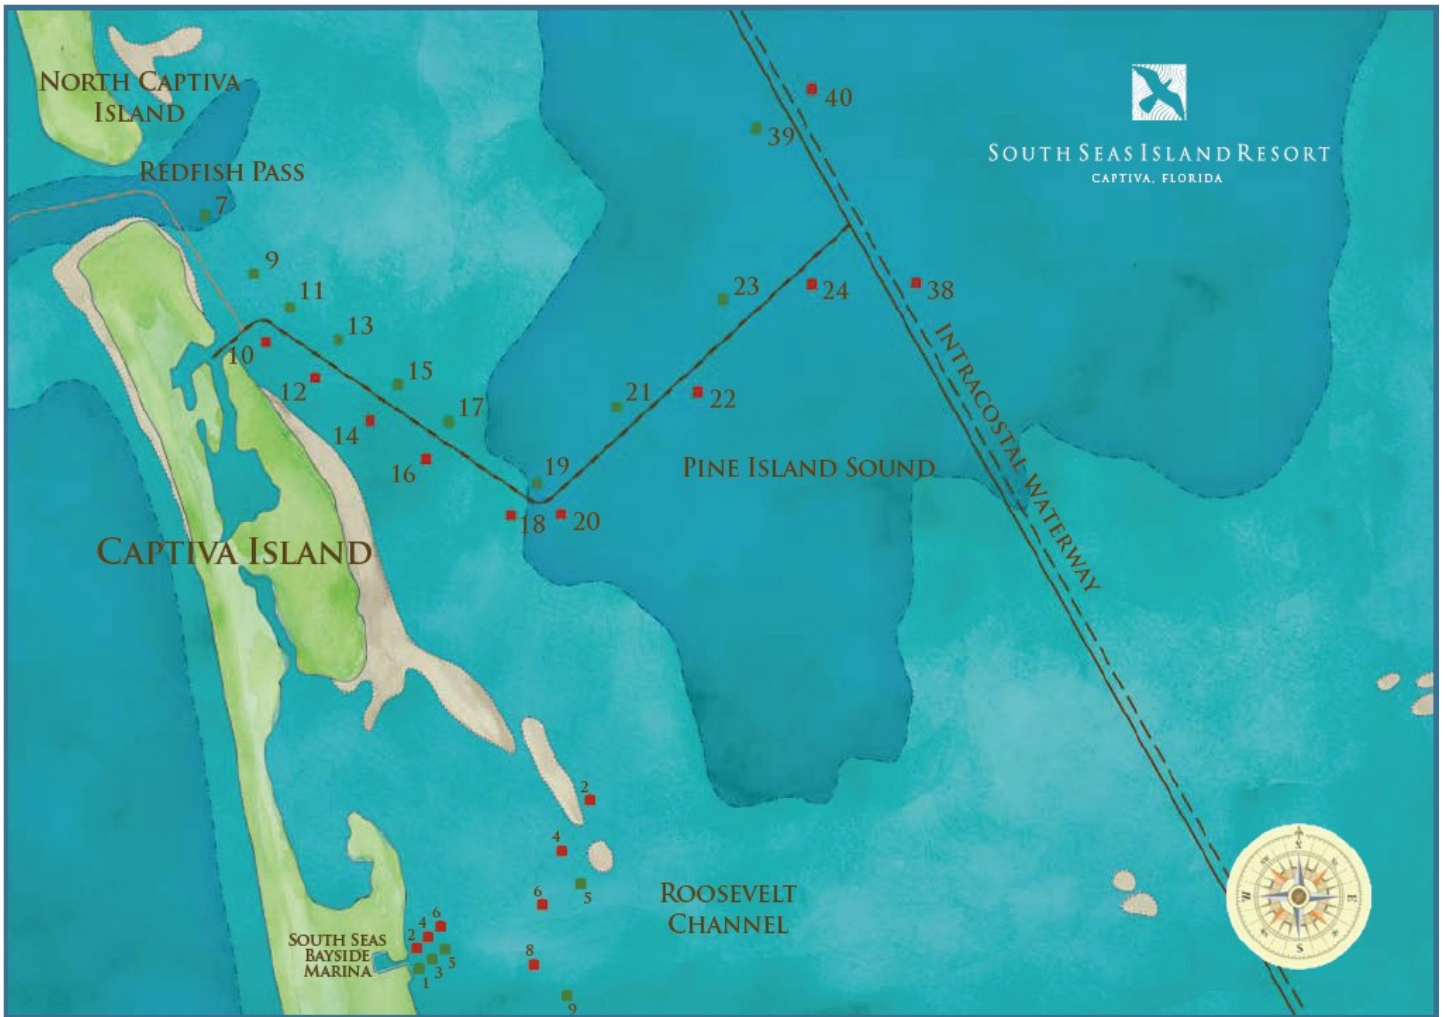 NORTH CAPTIVA
ISLAND
REDFISH PASS
7
9
11
13
10
12
15
17
14
16
19
18
20
21
22
23
24
39
40
38
SOUTH SEAS ISLAND RESORT
CAPTIVA, FLORIDA
INTRACOSTAL WATERWAY
PINE ISLAND SOUND
CAPTIVA ISLAND
2
4
5
6
8
9
ROOSEVELT
CHANNEL
SOUTH SEAS
BAYSIDE
MARINA
6
4
2
5
3
1
N
W
E
S